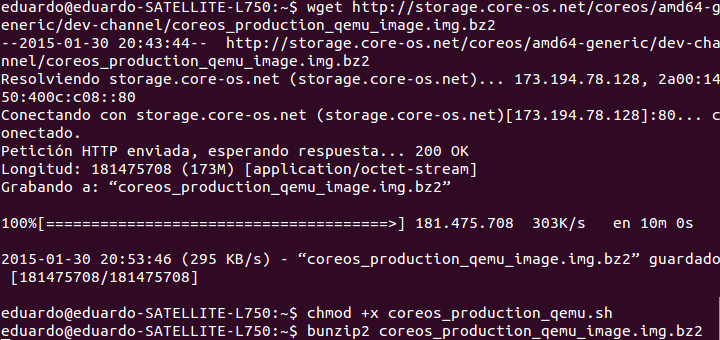 eduardo@eduardo-SATELLITE-L750:~$ wget http://storage.core-os.net/coreos/amd64-g
eneric/dev-channel/coreos_production_qemu_image.img.bz2
--2015-01-30 20:43:44--  http://storage.core-os.net/coreos/amd64-generic/dev-cha
nnel/coreos_production_qemu_image.img.bz2
Resolviendo storage.core-os.net (storage.core-os.net)... 173.194.78.128, 2a00:14
50:400c:c08::80
Conectando con storage.core-os.net (storage.core-os.net)[173.194.78.128]:80... c
onectado.
Petición HTTP enviada, esperando respuesta... 200 OK
Longitud: 181475708 (173M) [application/octet-stream]
Grabando a: “coreos_production_qemu_image.img.bz2”
100%[======================================>] 181.475.708  303K/s   en 10m 0s
2015-01-30 20:53:46 (295 KB/s) - “coreos_production_qemu_image.img.bz2” guardado
[181475708/181475708]
eduardo@eduardo-SATELLITE-L750:~$ chmod +x coreos_production_qemu.sh
eduardo@eduardo-SATELLITE-L750:~$ bunzip2 coreos_production_qemu_image.img.bz2